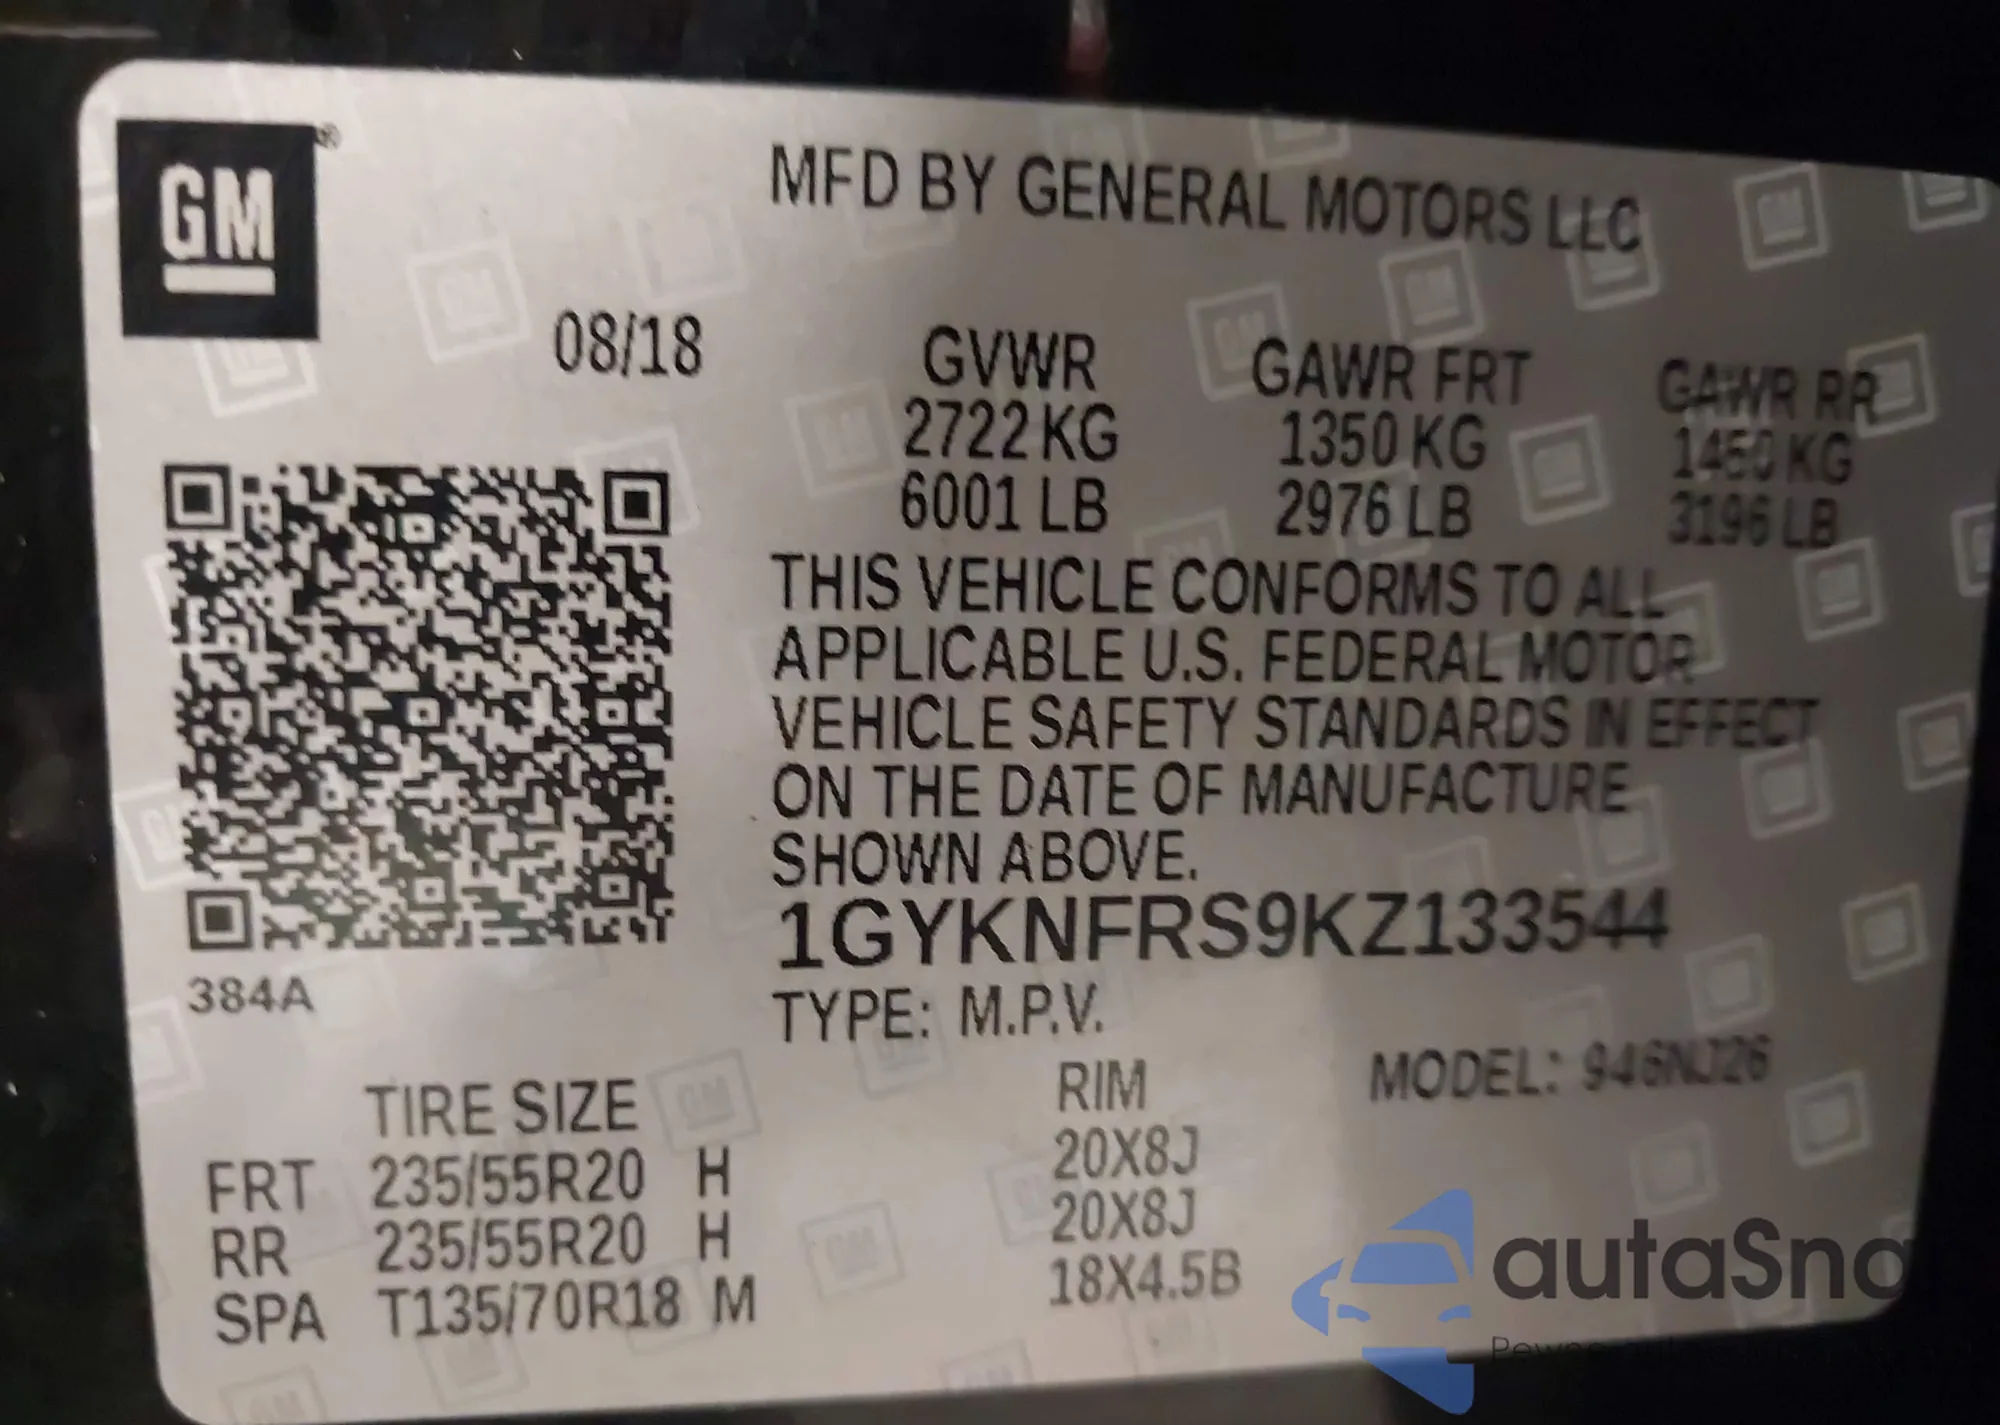 GM®
MFD BY GENERAL MOTORS LLC
08/18
GVWR GAWR FRT GAWR RR
2722 KG 1350 KG 1450 KG
6001 LB 2976 LB 3196 LB
THIS VEHICLE CONFORMS TO ALL
APPLICABLE U.S. FEDERAL MOTOR
VEHICLE SAFETY STANDARDS IN EFFECT
ON THE DATE OF MANUFACTURE
SHOWN ABOVE.
1GYKNFRS9KZ133544
384A
TYPE: M.P.V.
MODEL: 946NJ26
TIRE SIZE RIM
FRT 235/55R20 H 20X8J
RR 235/55R20 H 20X8J
SPA T135/70R18 M 18X4.5B
autaSna